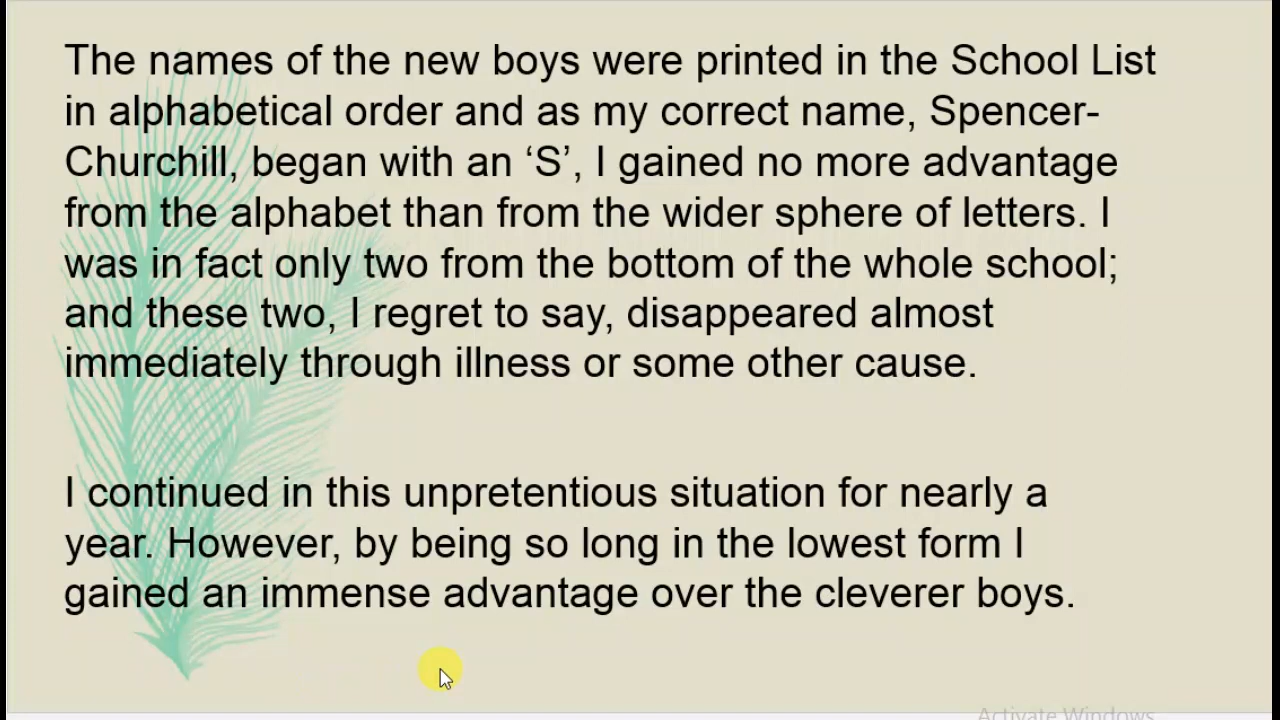 The names of the new boys were printed in the School List
in alphabetical order and as my correct name, Spencer-
Churchill, began with an ‘S’, I gained no more advantage
from the alphabet than from the wider sphere of letters. I
was in fact only two from the bottom of the whole school;
and these two, I regret to say, disappeared almost
immediately through illness or some other cause.
I continued in this unpretentious situation for nearly a
year. However, by being so long in the lowest form I
gained an immense advantage over the cleverer boys.
Activate Windows